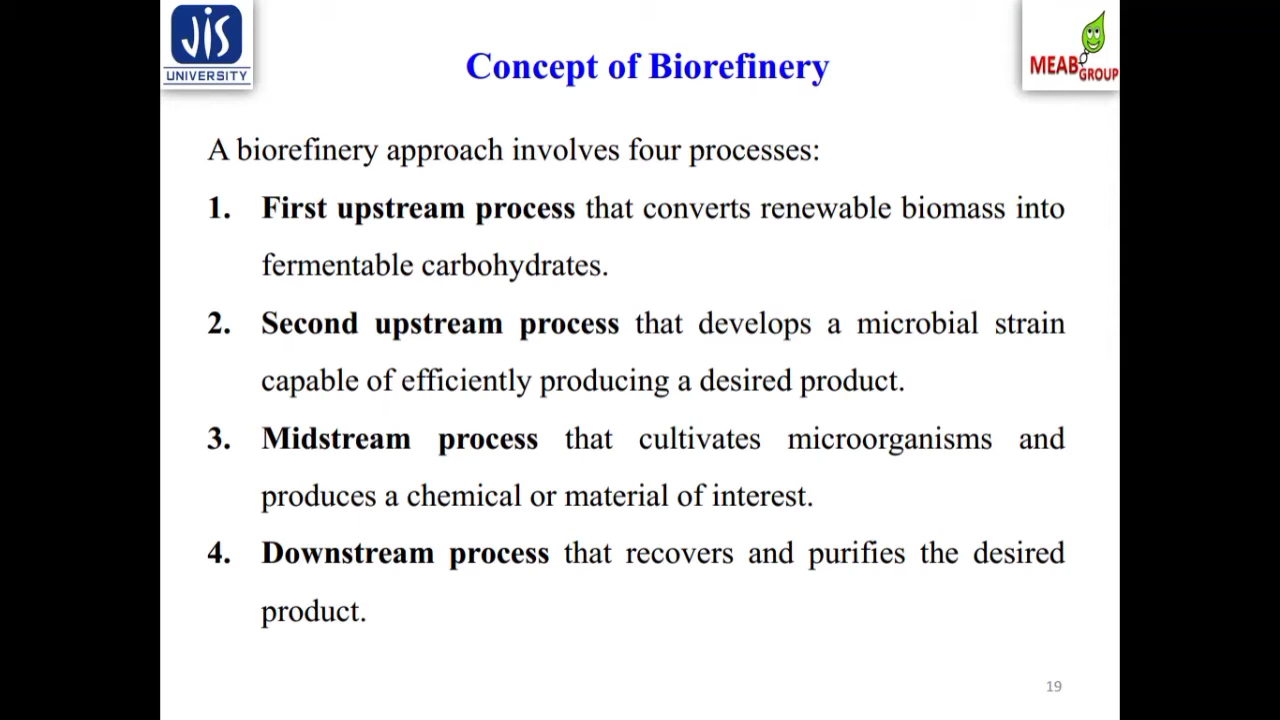 JIS
UNIVERSITY
MEAB
GROUP
Concept of Biorefinery
A biorefinery approach involves four processes:
1. First upstream process that converts renewable biomass into
fermentable carbohydrates.
2. Second upstream process that develops a microbial strain
capable of efficiently producing a desired product.
3. Midstream process that cultivates microorganisms and
produces a chemical or material of interest.
4. Downstream process that recovers and purifies the desired
product.
19